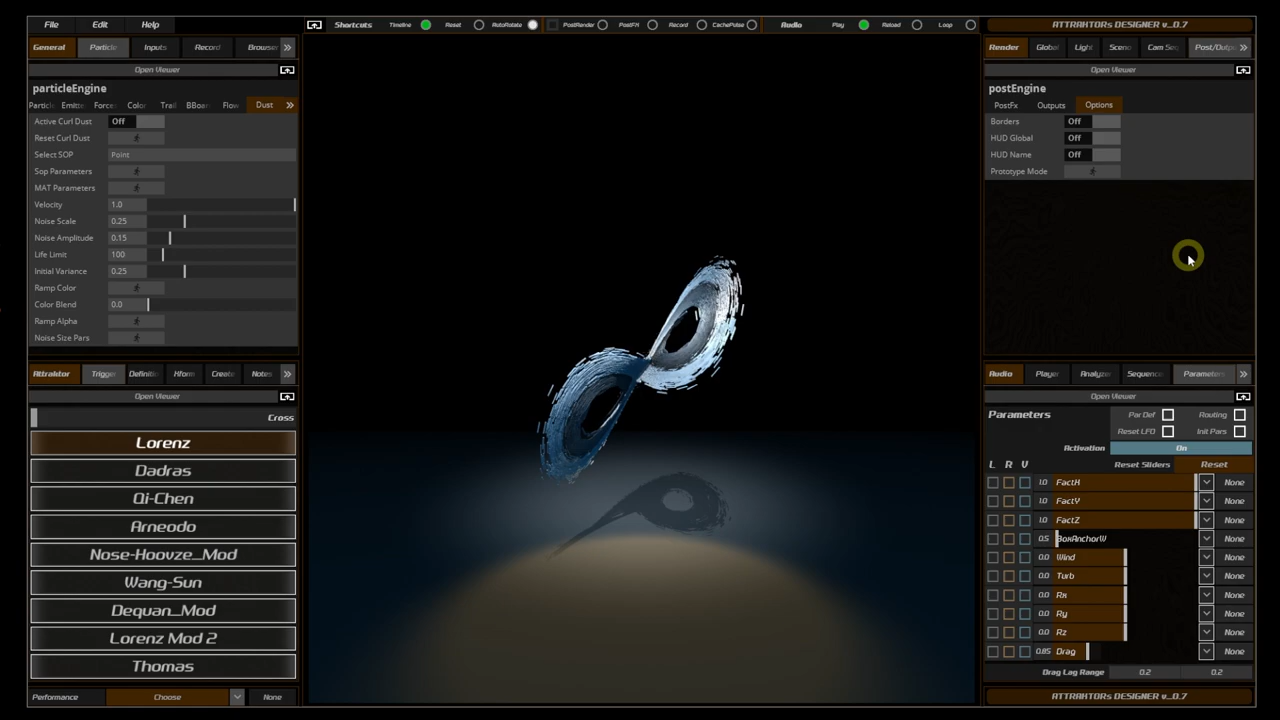 File Edit Help
Shortcuts Timeline Reset AutoRotate PostRender PostFX Record CachePulse Audio Play Reload Loop
ATTRAKTORs DESIGNER v_0.7
General Particle Inputs Record Browser »
Open Viewer
particleEngine
Particle Emitte Forces Color Trail BBoar Flow Dust »
Active Curl Dust Off
Reset Curl Dust
Select SOP Point
Sop Parameters
MAT Parameters
Velocity 1.0
Noise Scale 0.25
Noise Amplitude 0.15
Life Limit 100
Initial Variance 0.25
Ramp Color
Color Blend 0.0
Ramp Alpha
Noise Size Pars
Attraktor Trigger Definiti Xform Create Notes »
Open Viewer
Cross
Lorenz
Dadras
Qi-Chen
Arneodo
Nose-Hoovze_Mod
Wang-Sun
Dequan_Mod
Lorenz Mod 2
Thomas
Performance Choose None
Render Global Light Scene Cam Seq Post/Outpu »
Open Viewer
postEngine
PostFx Outputs Options
Borders Off
HUD Global Off
HUD Name Off
Prototype Mode
Audio Player Analyzer Sequence Parameters »
Open Viewer
Parameters Par Def Routing
Reset LFO Init Pars
Activation On
L R V Reset Sliders Reset
1.0 FactX None
1.0 FactY None
1.0 FactZ None
0.5 BoxAnchorW None
0.0 Wind None
0.0 Turb None
0.0 Rx None
0.0 Ry None
0.0 Rz None
0.85 Drag None
Drag Lag Range 0.2 0.2
ATTRAKTORs DESIGNER v_0.7